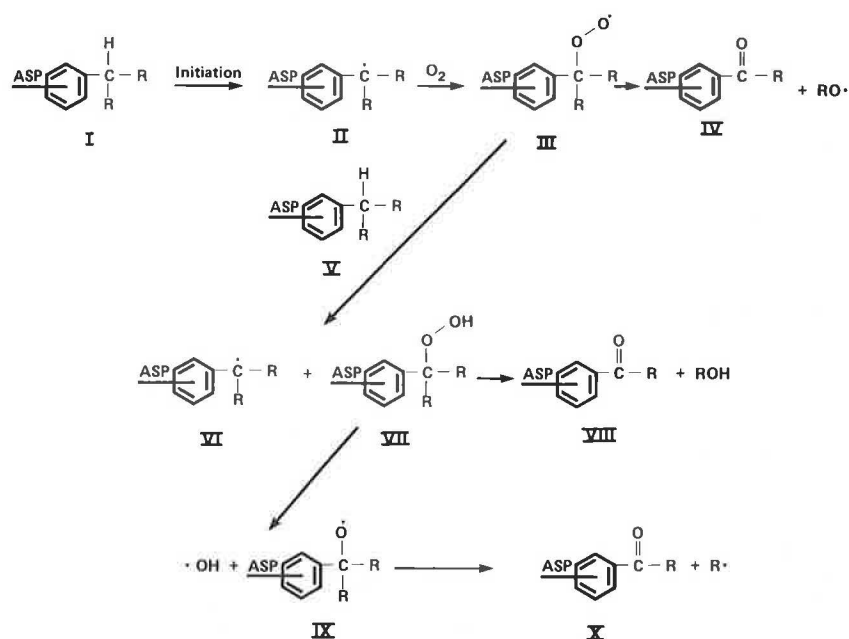 H
ASP C R Initiation ASP Ċ R O₂ ASP C R ASP C R + RO·
R R O O· R O
I II III IV
H
ASP C R
R
V
O OH
ASP Ċ R + ASP C R ASP C R + ROH
R R O
VI VII VIII
· OH + ASP C R ASP C R + R·
O· R O
IX X